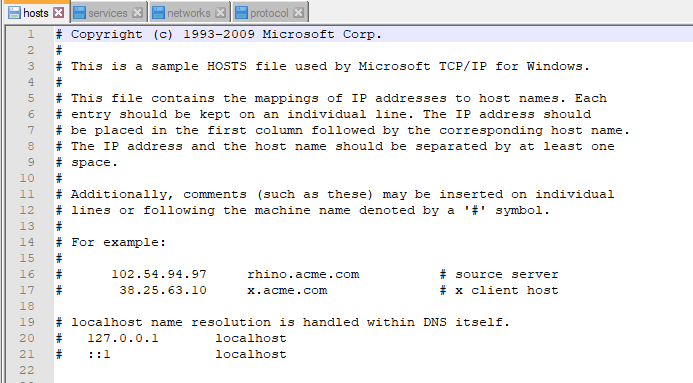 hosts services networks protocol
1 # Copyright (c) 1993-2009 Microsoft Corp.
2 #
3 # This is a sample HOSTS file used by Microsoft TCP/IP for Windows.
4 #
5 # This file contains the mappings of IP addresses to host names. Each
6 # entry should be kept on an individual line. The IP address should
7 # be placed in the first column followed by the corresponding host name.
8 # The IP address and the host name should be separated by at least one
9 # space.
10 #
11 # Additionally, comments (such as these) may be inserted on individual
12 # lines or following the machine name denoted by a '#' symbol.
13 #
14 # For example:
15 #
16 #      102.54.94.97     rhino.acme.com          # source server
17 #       38.25.63.10     x.acme.com              # x client host
18
19 # localhost name resolution is handled within DNS itself.
20 #   127.0.0.1       localhost
21 #   ::1             localhost
22